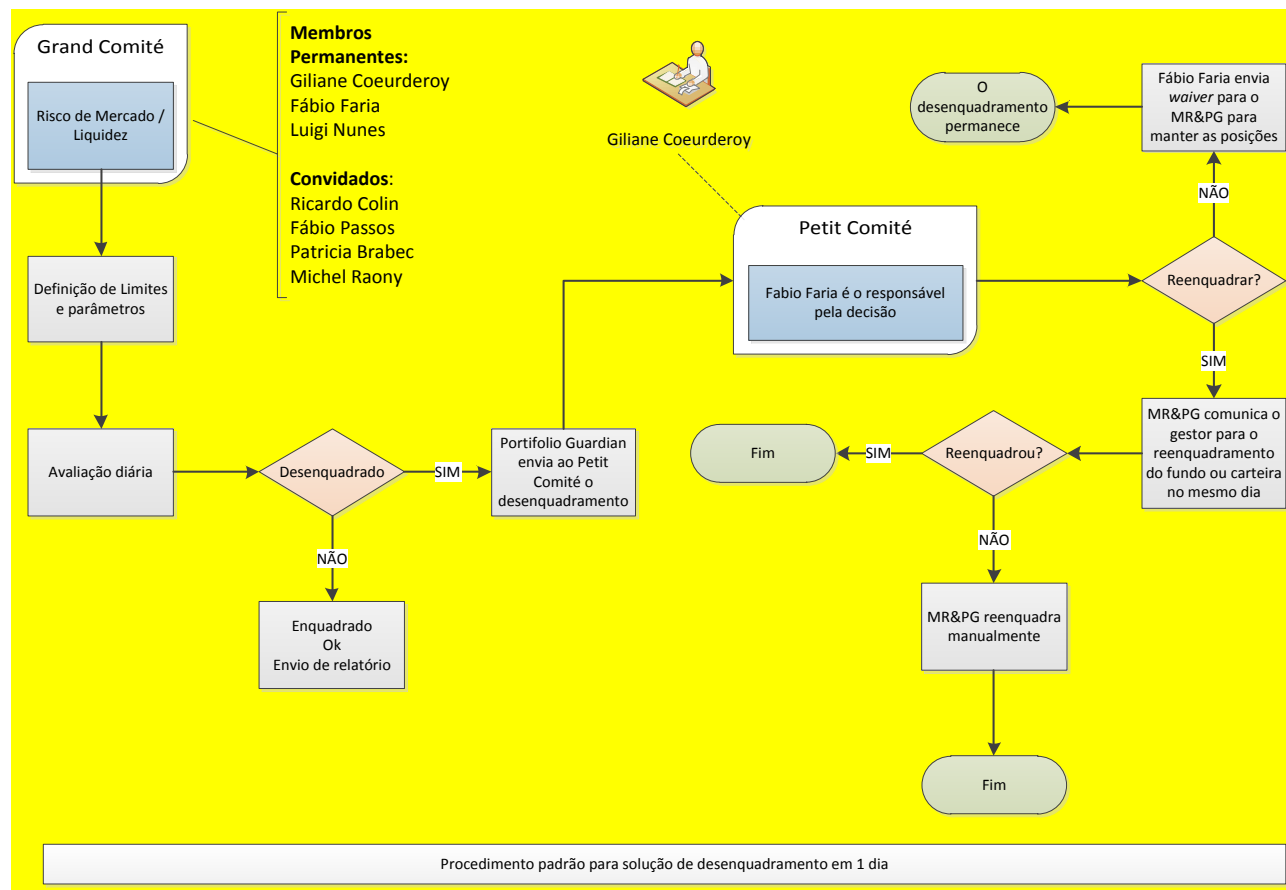 Grand Comité
Risco de Mercado /
Liquidez
Membros
Permanentes:
Giliane Coeurderoy
Fábio Faria
Luigi Nunes
Convidados:
Ricardo Colin
Fábio Passos
Patricia Brabec
Michel Raony
Definição de Limites
e parâmetros
Avaliação diária
Desenquadrado
SIM
NÃO
Enquadrado
Ok
Envio de relatório
Portifolio Guardian
envia ao Petit
Comité o
desenquadramento
Giliane Coeurderoy
Petit Comité
Fabio Faria é o responsável
pela decisão
Reenquadrar?
NÃO
Fábio Faria envia
waiver para o
MR&PG para
manter as posições
O
desenquadramento
permanece
SIM
MR&PG comunica o
gestor para o
reenquadramento
do fundo ou carteira
no mesmo dia
Reenquadrou?
SIM
Fim
NÃO
MR&PG reenquadra
manualmente
Fim
Procedimento padrão para solução de desenquadramento em 1 dia